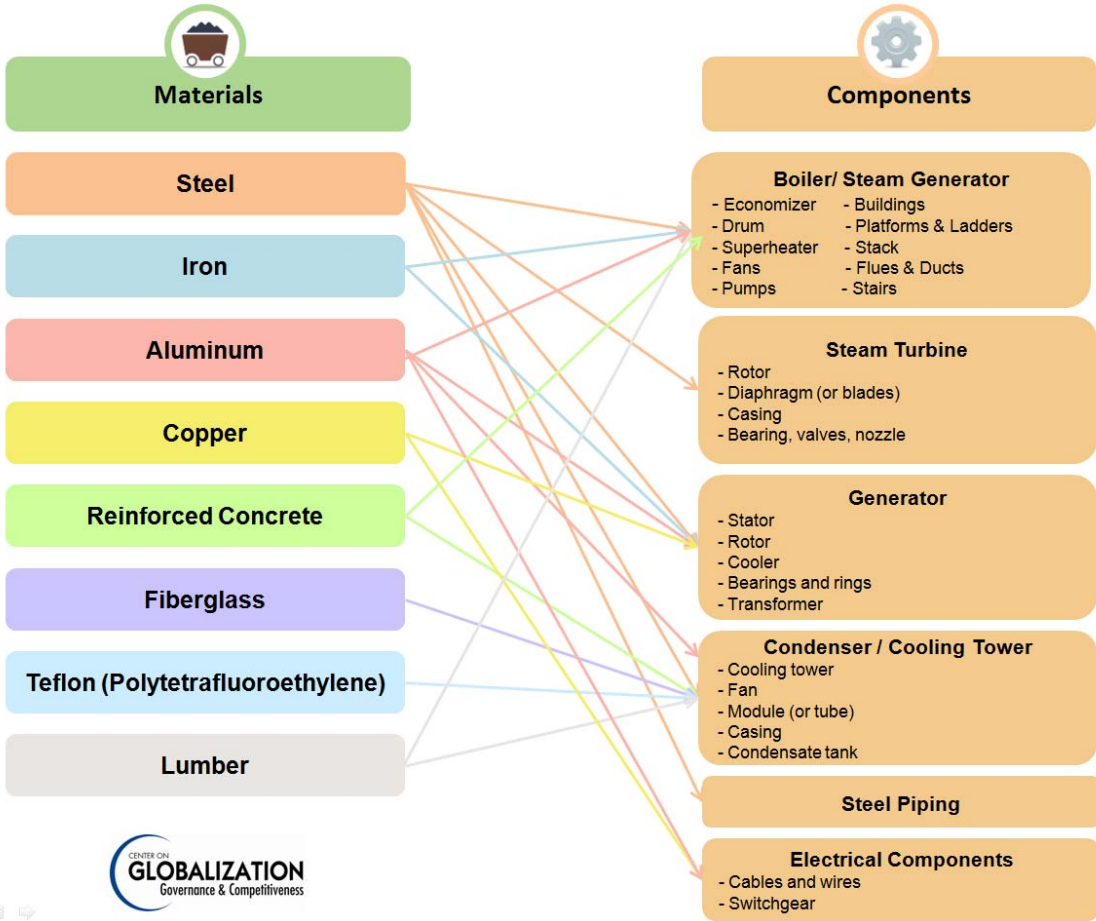 Materials
Steel
Iron
Aluminum
Copper
Reinforced Concrete
Fiberglass
Teflon (Polytetrafluoroethylene)
Lumber
CENTER ON
GLOBALIZATION
Governance & Competitiveness
Components
Boiler/ Steam Generator
- Economizer - Buildings
- Drum - Platforms & Ladders
- Superheater - Stack
- Fans - Flues & Ducts
- Pumps - Stairs
Steam Turbine
- Rotor
- Diaphragm (or blades)
- Casing
- Bearing, valves, nozzle
Generator
- Stator
- Rotor
- Cooler
- Bearings and rings
- Transformer
Condenser / Cooling Tower
- Cooling tower
- Fan
- Module (or tube)
- Casing
- Condensate tank
Steel Piping
Electrical Components
- Cables and wires
- Switchgear